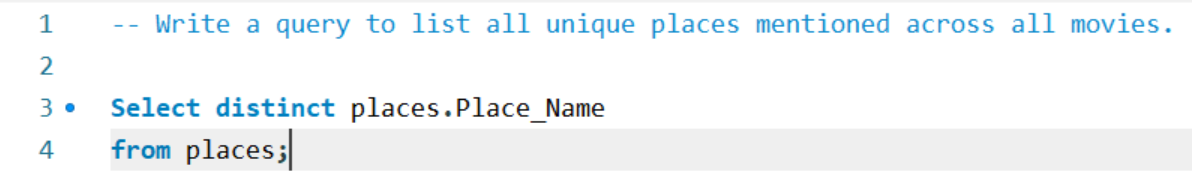 1 -- Write a query to list all unique places mentioned across all movies.
2
3 Select distinct places.Place_Name
4 from places;